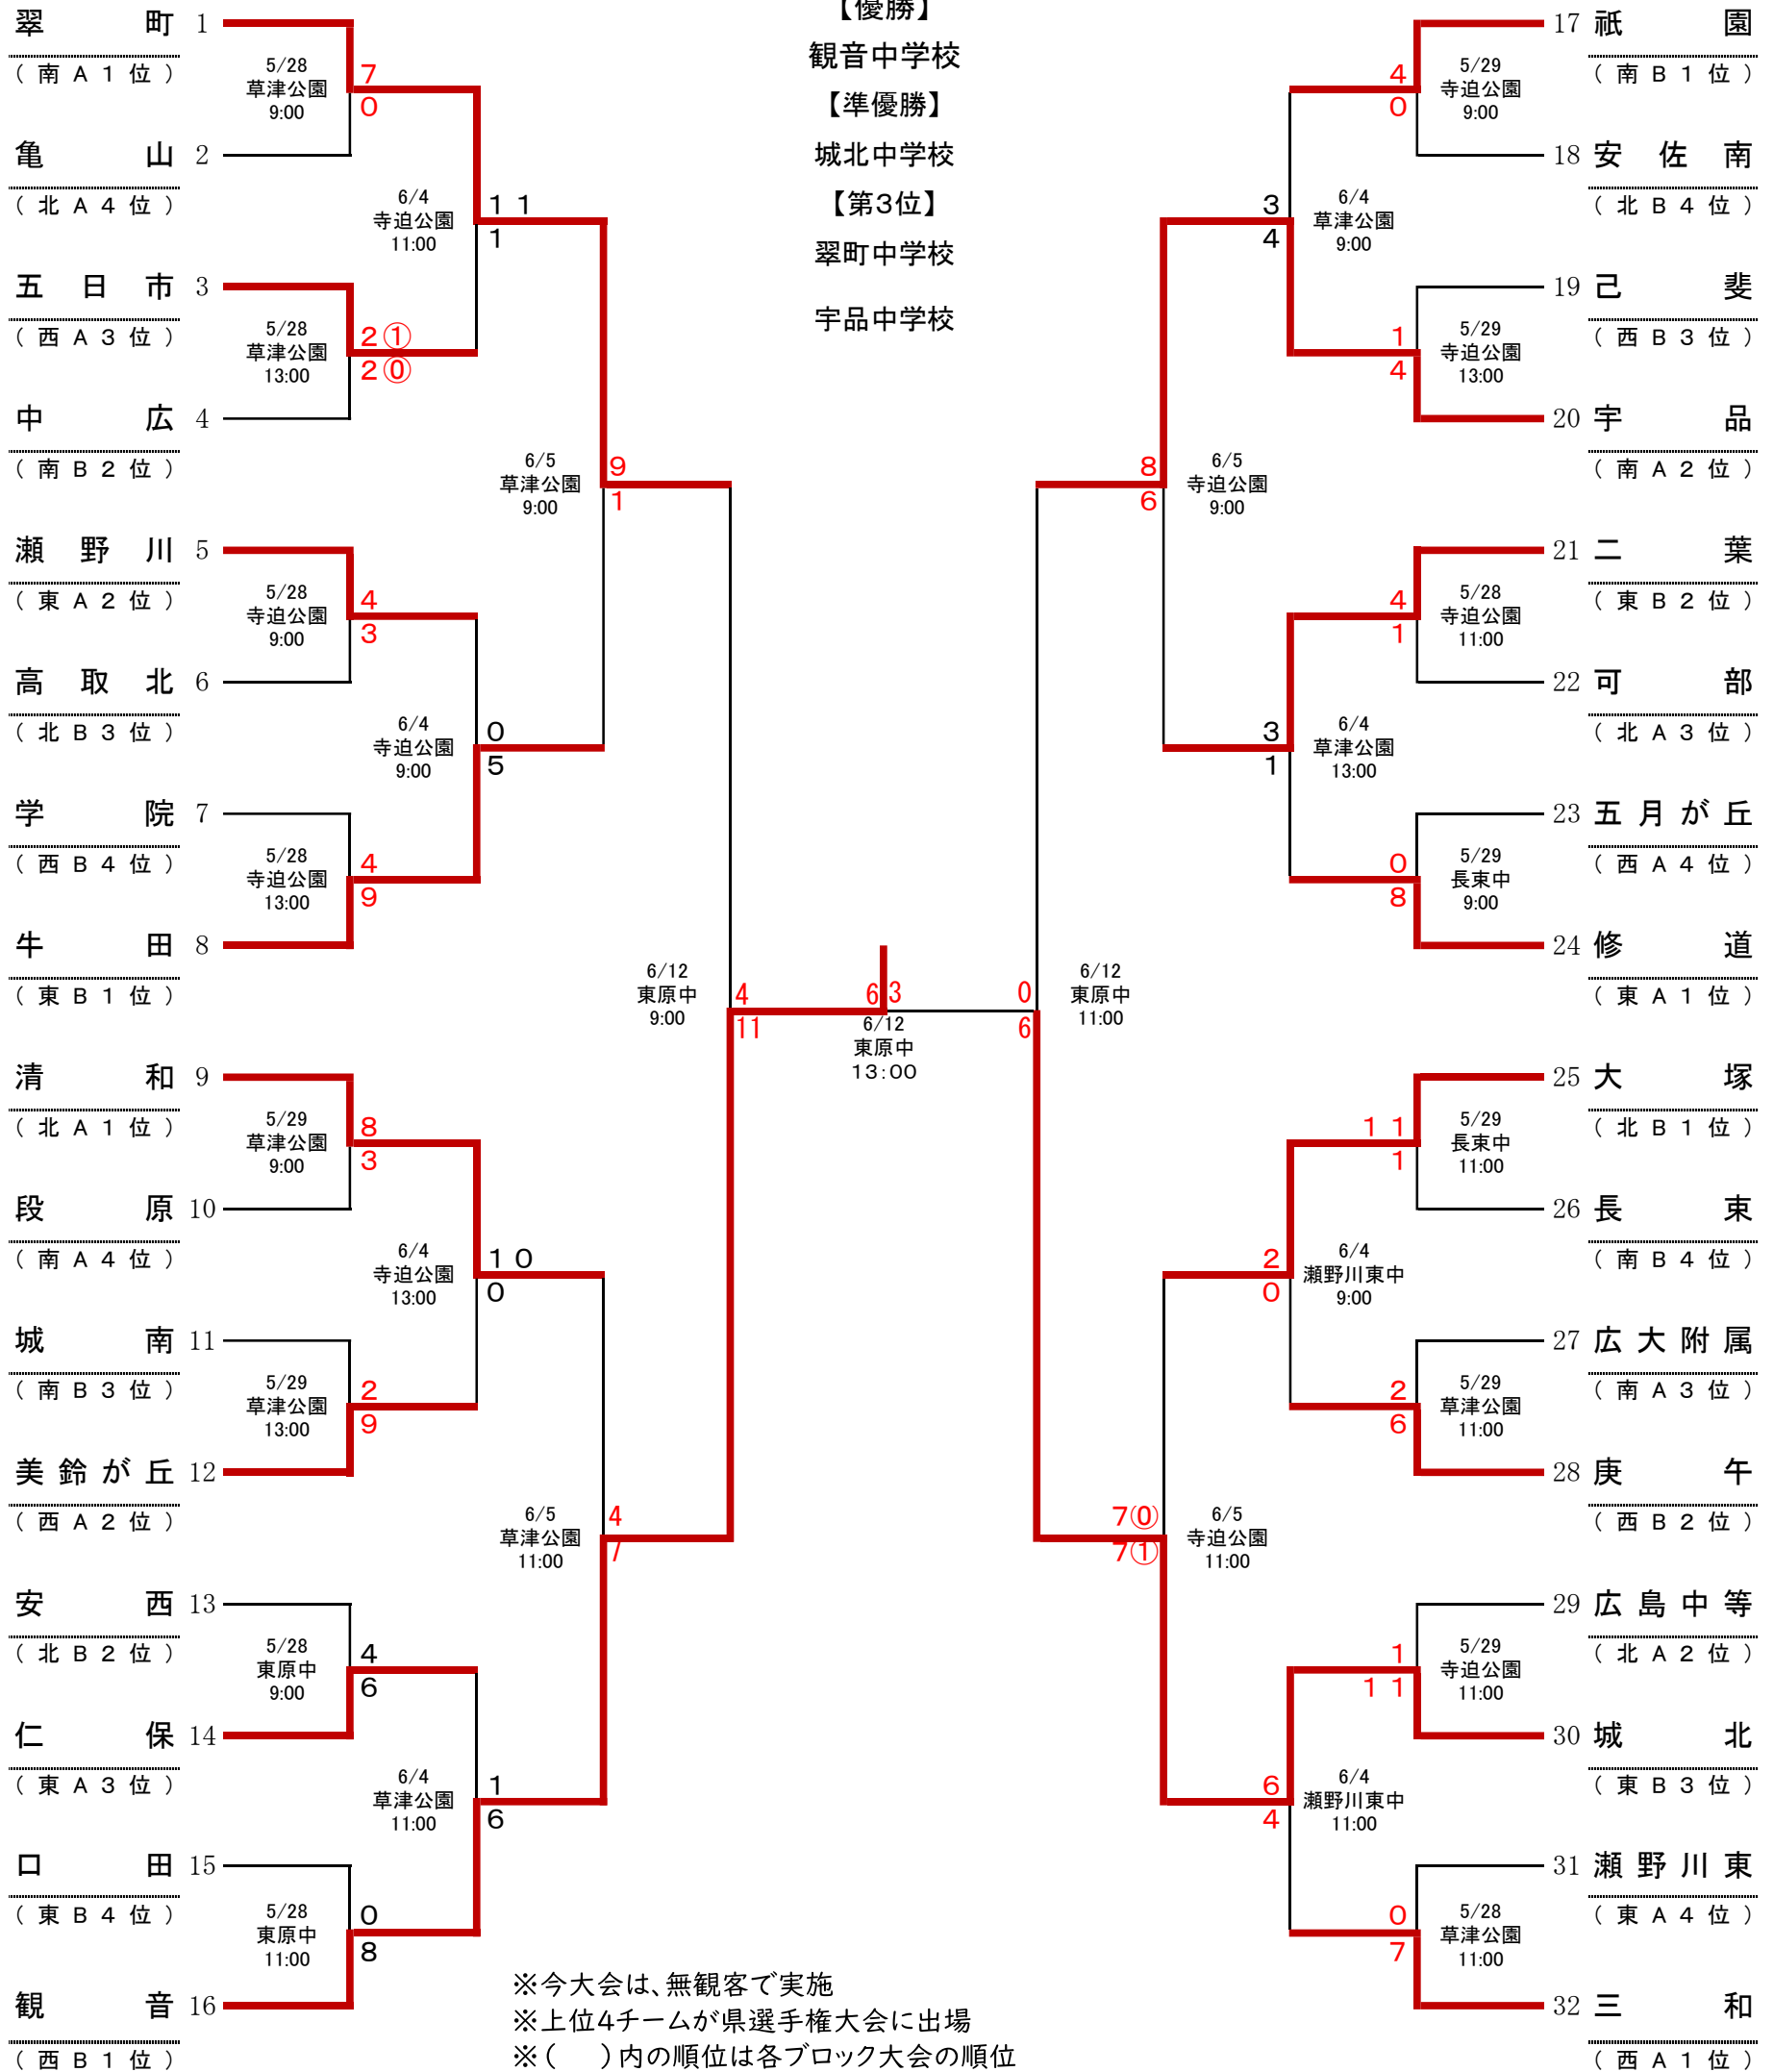 【優勝】
観音中学校
【準優勝】
城北中学校
【第3位】
翠町中学校
宇品中学校
翠町 1
（南A1位）
5/28
草津公園
9:00
7
0
亀山 2
（北A4位）
6/4
寺迫公園
11:00
11
1
五日市 3
（西A3位）
5/28
草津公園
13:00
2①
2⓪
中広 4
（南B2位）
6/5
草津公園
9:00
9
1
瀬野川 5
（東A2位）
5/28
寺迫公園
9:00
4
3
高取北 6
（北B3位）
6/4
寺迫公園
9:00
0
5
学院 7
（西B4位）
5/28
寺迫公園
13:00
4
9
牛田 8
（東B1位）
6/12
東原中
9:00
4
11
清和 9
（北A1位）
5/29
草津公園
9:00
8
3
段原 10
（南A4位）
6/4
寺迫公園
13:00
10
0
城南 11
（南B3位）
5/29
草津公園
13:00
2
9
美鈴が丘 12
（西A2位）
6/5
草津公園
11:00
4
7
安西 13
（北B2位）
5/28
東原中
9:00
4
6
仁保 14
（東A3位）
6/4
草津公園
11:00
1
6
口田 15
（東B4位）
5/28
東原中
11:00
0
8
観音 16
（西B1位）
6 3
6/12
東原中
13:00
17 祇園
（南B1位）
5/29
寺迫公園
9:00
4
0
18 安佐南
（北B4位）
6/4
草津公園
9:00
3
4
19 己斐
（西B3位）
5/29
寺迫公園
13:00
1
4
20 宇品
（南A2位）
6/5
寺迫公園
9:00
8
6
21 二葉
（東B2位）
5/28
寺迫公園
11:00
4
1
22 可部
（北A3位）
6/4
草津公園
13:00
3
1
23 五月が丘
（西A4位）
5/29
長束中
9:00
0
8
24 修道
（東A1位）
6/12
東原中
11:00
0
6
25 大塚
（北B1位）
5/29
長束中
11:00
11
1
26 長束
（南B4位）
6/4
瀬野川東中
9:00
2
0
27 広大附属
（南A3位）
5/29
草津公園
11:00
2
6
28 庚午
（西B2位）
6/5
寺迫公園
11:00
7⓪
7①
29 広島中等
（北A2位）
5/29
寺迫公園
11:00
1
11
30 城北
（東B3位）
6/4
瀬野川東中
11:00
6
4
31 瀬野川東
（東A4位）
5/28
草津公園
11:00
0
7
32 三和
（西A1位）
※今大会は、無観客で実施
※上位4チームが県選手権大会に出場
※（　）内の順位は各ブロック大会の順位